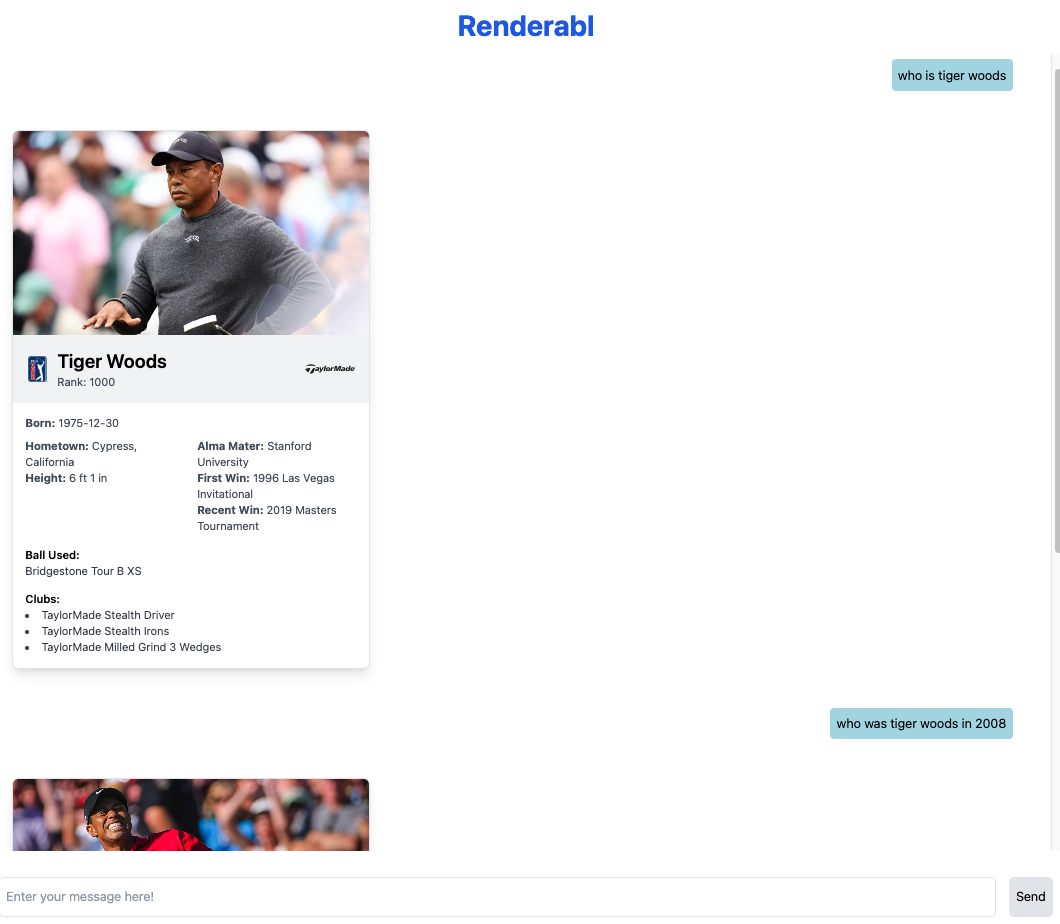 Renderabl
who is tiger woods
Tiger Woods
Rank: 1000
TaylorMade
Born: 1975-12-30
Hometown: Cypress,
California
Height: 6 ft 1 in
Alma Mater: Stanford
University
First Win: 1996 Las Vegas
Invitational
Recent Win: 2019 Masters
Tournament
Ball Used:
Bridgestone Tour B XS
Clubs:
• TaylorMade Stealth Driver
• TaylorMade Stealth Irons
• TaylorMade Milled Grind 3 Wedges
who was tiger woods in 2008
Enter your message here!
Send